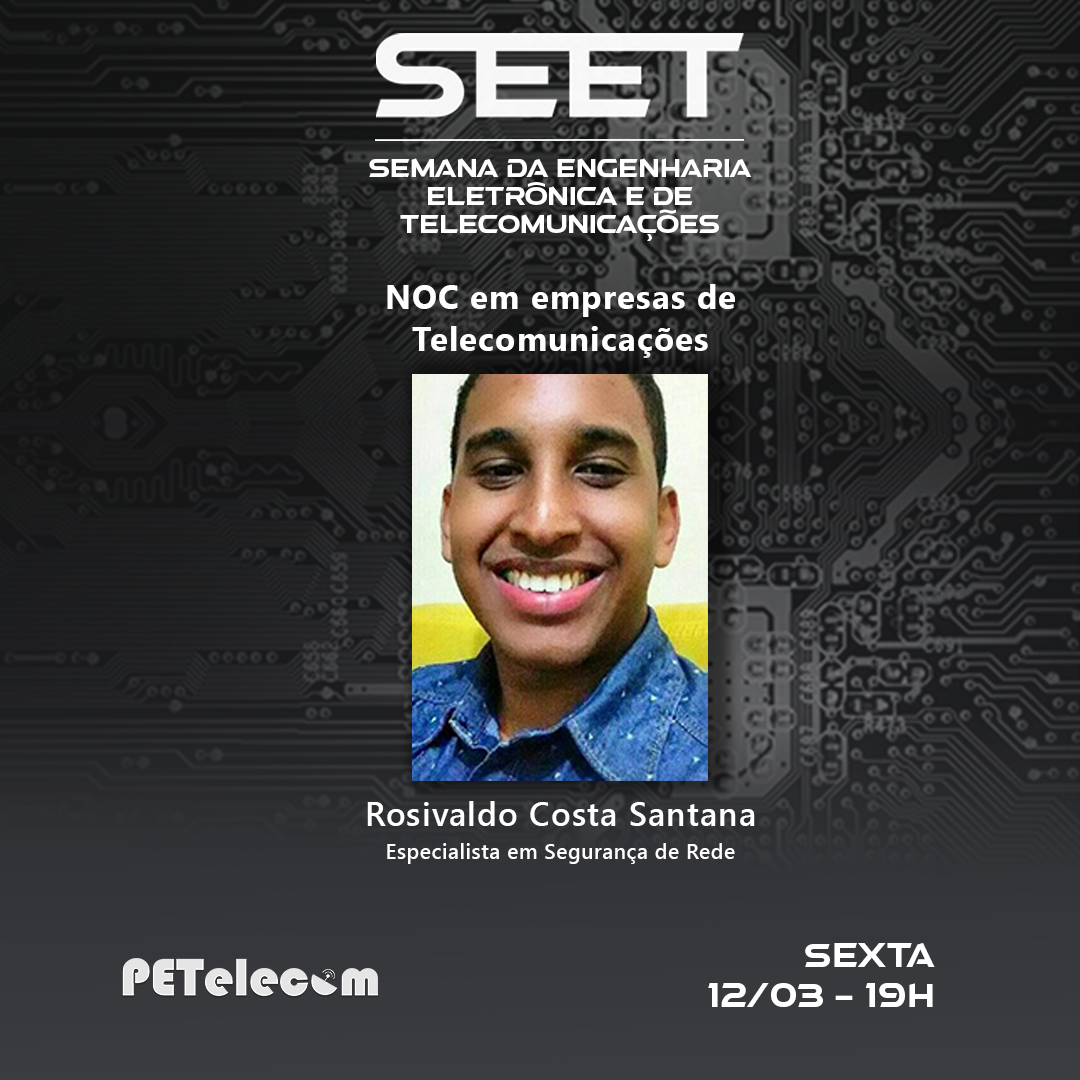 SEET
SEMANA DA ENGENHARIA
ELETRÔNICA E DE
TELECOMUNICAÇÕES
NOC em empresas de
Telecomunicações
Rosivaldo Costa Santana
Especialista em Segurança de Rede
PETelecom
SEXTA
12/03 – 19H